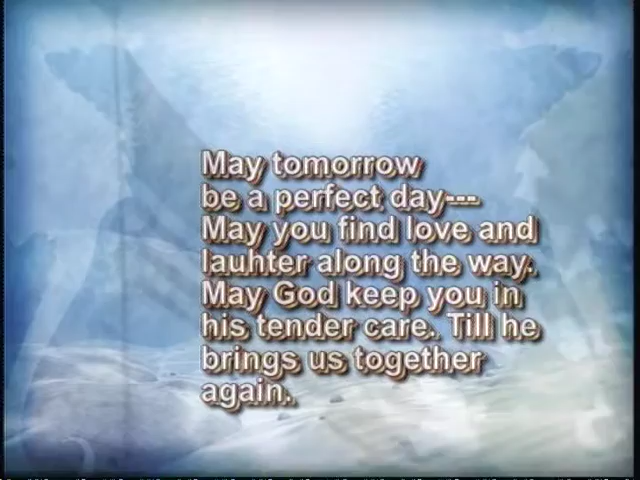 May tomorrow
be a perfect day---
May you find love and
lauhter along the way.
May God keep you in
his tender care. Till he
brings us together
again.